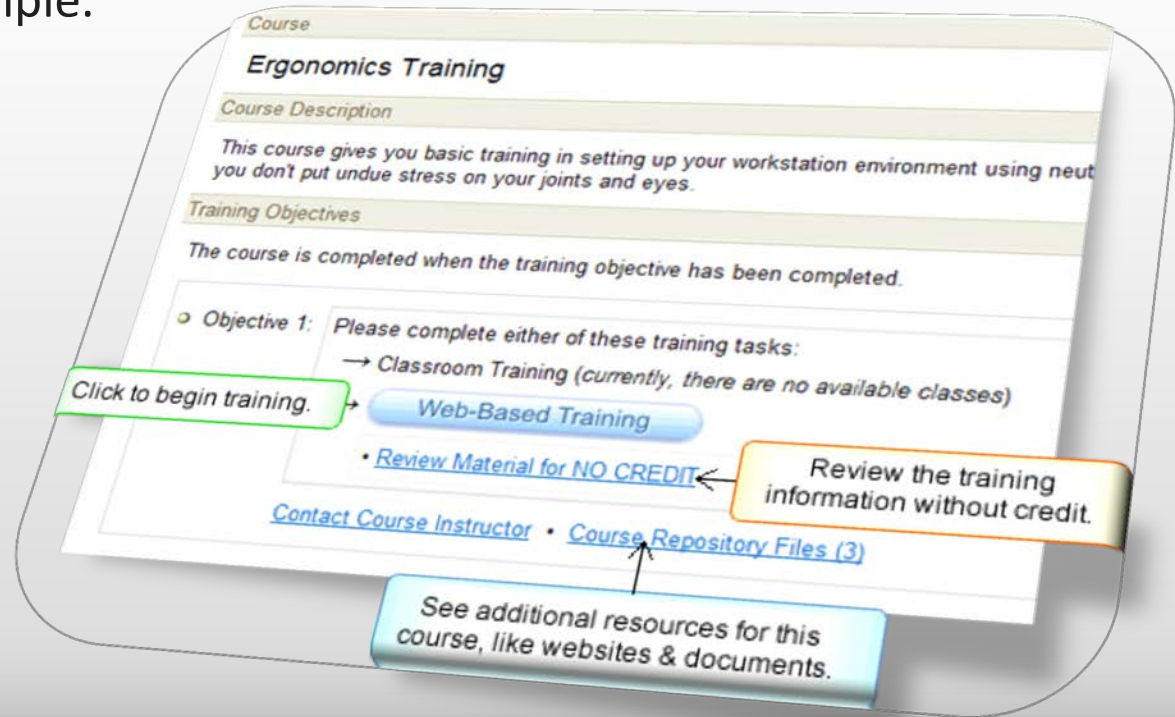 Course
Ergonomics Training
Course Description
This course gives you basic training in setting up your workstation environment using
you don't put undue stress on your joints and eyes.
Training Objectives
The course is completed when the training objective has been completed.
Objective 1: Please complete either of these training tasks:
→ Classroom Training (currently, there are no available classes)
Click to begin training.
→ Web-Based Training
• Review Material for NO CREDIT
Review the training
information without credit.
Contact Course Instructor • Course Repository Files (3)
See additional resources for this
course, like websites & documents.